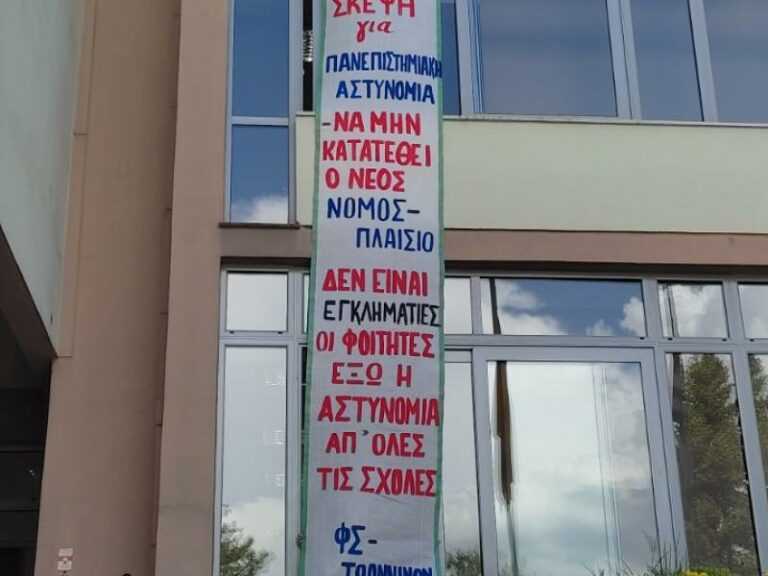 ΣΚΕΨΗ
για
ΠΑΝΕΠΙΣΤΗΜΙΑΚΗ
ΑΣΤΥΝΟΜΙΑ
-ΝΑ ΜΗΝ
ΚΑΤΑΤΕΘΕΙ
Ο ΝΕΟΣ
ΝΟΜΟΣ-
ΠΛΑΙΣΙΟ
ΔΕΝ ΕΙΝΑΙ
ΕΓΚΛΗΜΑΤΙΕΣ
ΟΙ ΦΟΙΤΗΤΕΣ
ΕΞΩ Η
ΑΣΤΥΝΟΜΙΑ
ΑΠ'ΟΛΕΣ
ΤΙΣ ΣΧΟΛΕΣ
ΦΣ-
ΙΩΑΝΝΙΝΩΝ